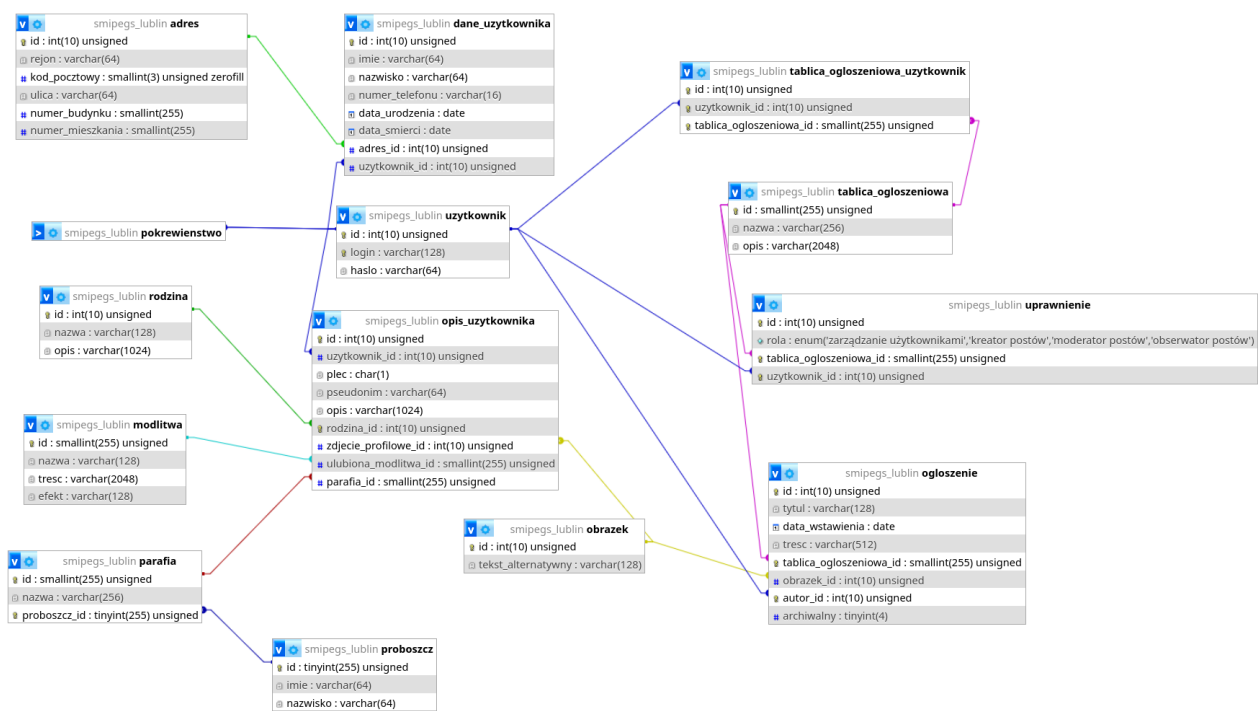 smipegs_lublin adres
id : int(10) unsigned
rejon : varchar(64)
kod_pocztowy : smallint(3) unsigned zerofill
ulica : varchar(64)
numer_budynku : smallint(255)
numer_mieszkania : smallint(255)
smipegs_lublin dane_uzytkownika
id : int(10) unsigned
imie : varchar(64)
nazwisko : varchar(64)
numer_telefonu : varchar(16)
data_urodzenia : date
data_smierci : date
adres_id : int(10) unsigned
uzytkownik_id : int(10) unsigned
smipegs_lublin tablica_ogloszeniowa_uzytkownik
id : int(10) unsigned
uzytkownik_id : int(10) unsigned
tablica_ogloszeniowa_id : smallint(255) unsigned
smipegs_lublin tablica_ogloszeniowa
id : smallint(255) unsigned
nazwa : varchar(256)
opis : varchar(2048)
smipegs_lublin pokrewienstwo
smipegs_lublin uzytkownik
id : int(10) unsigned
login : varchar(128)
haslo : varchar(64)
smipegs_lublin rodzina
id : int(10) unsigned
nazwa : varchar(128)
opis : varchar(1024)
smipegs_lublin opis_uzytkownika
id : int(10) unsigned
uzytkownik_id : int(10) unsigned
plec : char(1)
pseudonim : varchar(64)
opis : varchar(1024)
rodzina_id : int(10) unsigned
zdjecie_profilowe_id : int(10) unsigned
ulubiona_modlitwa_id : smallint(255) unsigned
parafia_id : smallint(255) unsigned
smipegs_lublin uprawnienie
id : int(10) unsigned
rola : enum('zarządzanie użytkownikami','kreator postów','moderator postów','obserwator postów')
tablica_ogloszeniowa_id : smallint(255) unsigned
uzytkownik_id : int(10) unsigned
smipegs_lublin modlitwa
id : smallint(255) unsigned
nazwa : varchar(128)
tresc : varchar(2048)
efekt : varchar(128)
smipegs_lublin ogloszenie
id : int(10) unsigned
tytul : varchar(128)
data_wstawienia : date
tresc : varchar(512)
tablica_ogloszeniowa_id : smallint(255) unsigned
obrazek_id : int(10) unsigned
autor_id : int(10) unsigned
archiwalny : tinyint(4)
smipegs_lublin obrazek
id : int(10) unsigned
tekst_alternatywny : varchar(128)
smipegs_lublin parafia
id : smallint(255) unsigned
nazwa : varchar(256)
proboszcz_id : tinyint(255) unsigned
smipegs_lublin proboszcz
id : tinyint(255) unsigned
imie : varchar(64)
nazwisko : varchar(64)